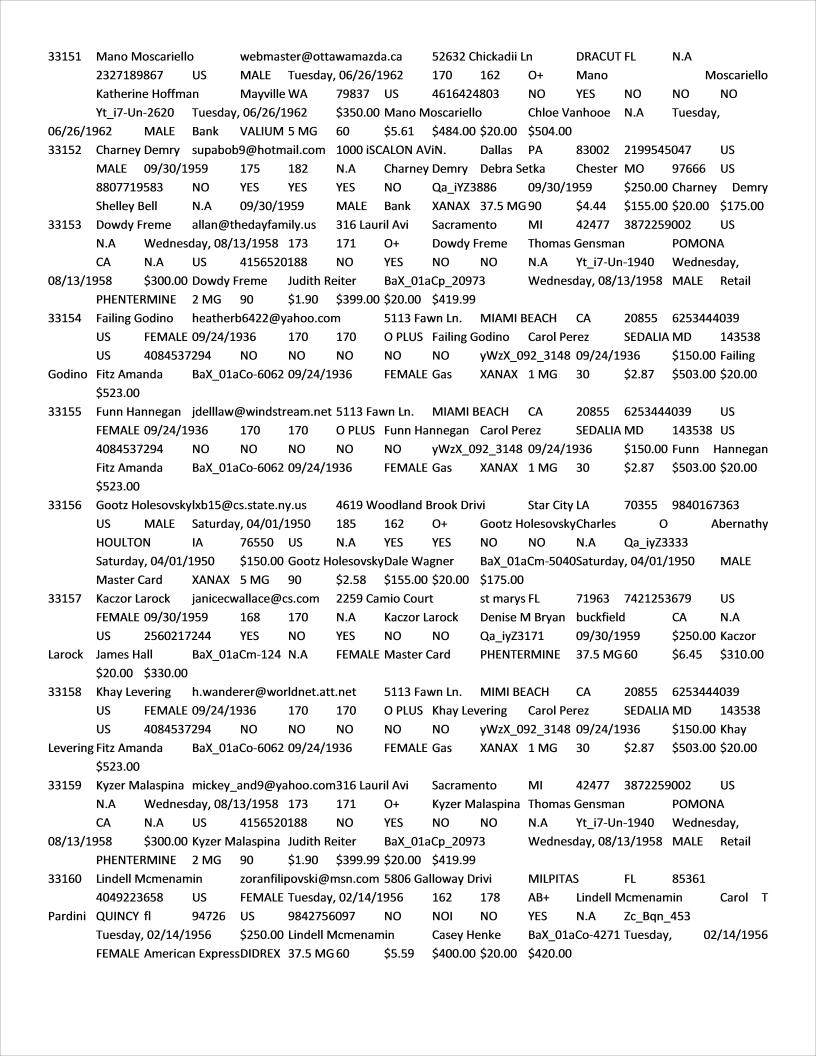 33151 Mano Moscariello webmaster@ottawamazda.ca 52632 Chickadii Ln DRACUT FL N.A
2327189867 US MALE Tuesday, 06/26/1962 170 162 O+ Mano Moscariello
Katherine Hoffman Mayville WA 79837 US 4616424803 NO YES NO NO NO
Yt_i7-Un-2620 Tuesday, 06/26/1962 $350.00 Mano Moscariello Chloe Vanhooe N.A Tuesday,
06/26/1962 MALE Bank VALIUM 5 MG 60 $5.61 $484.00 $20.00 $504.00
33152 Charney Demry supabob9@hotmail.com 1000 iSCALON AViN. Dallas PA 83002 2199545047 US
MALE 09/30/1959 175 182 N.A Charney Demry Debra Setka Chester MO 97666 US
8807719583 NO YES YES YES NO Qa_iYZ3886 09/30/1959 $250.00 Charney Demry
Shelley Bell N.A 09/30/1959 MALE Bank XANAX 37.5 MG 90 $4.44 $155.00 $20.00 $175.00
33153 Dowdy Freme allan@thedayfamily.us 316 Lauril Avi Sacramento MI 42477 3872259002 US
N.A Wednesday, 08/13/1958 173 171 O+ Dowdy Freme Thomas Gensman POMONA
CA N.A US 4156520188 NO YES NO NO N.A Yt_i7-Un-1940 Wednesday,
08/13/1958 $300.00 Dowdy Freme Judith Reiter BaX_01aCp_20973 Wednesday, 08/13/1958 MALE Retail
PHENTERMINE 2 MG 90 $1.90 $399.00 $20.00 $419.99
33154 Failing Godino heatherb6422@yahoo.com 5113 Fawn Ln. MIAMI BEACH CA 20855 6253444039
US FEMALE 09/24/1936 170 170 O PLUS Failing Godino Carol Perez SEDALIA MD 143538
US 4084537294 NO NO NO NO NO yWzX_092_3148 09/24/1936 $150.00 Failing
Godino Fitz Amanda BaX_01aCo-6062 09/24/1936 FEMALE Gas XANAX 1 MG 30 $2.87 $503.00 $20.00
$523.00
33155 Funn Hannegan jdelllaw@windstream.net 5113 Fawn Ln. MIAMI BEACH CA 20855 6253444039 US
FEMALE 09/24/1936 170 170 O PLUS Funn Hannegan Carol Perez SEDALIA MD 143538 US
4084537294 NO NO NO NO NO yWzX_092_3148 09/24/1936 $150.00 Funn Hannegan
Fitz Amanda BaX_01aCo-6062 09/24/1936 FEMALE Gas XANAX 1 MG 30 $2.87 $503.00 $20.00
$523.00
33156 Gootz Holesovskylxb15@cs.state.ny.us 4619 Woodland Brook Drivi Star City LA 70355 9840167363
US MALE Saturday, 04/01/1950 185 162 O+ Gootz HolesovskyCharles O Abernathy
HOULTON IA 76550 US N.A YES YES NO NO N.A Qa_iyZ3333
Saturday, 04/01/1950 $150.00 Gootz HolesovskyDale Wagner BaX_01aCm-5040Saturday, 04/01/1950 MALE
Master Card XANAX 5 MG 90 $2.58 $155.00 $20.00 $175.00
33157 Kaczor Larock janicecwallace@cs.com 2259 Camio Court st marys FL 71963 7421253679 US
FEMALE 09/30/1959 168 170 N.A Kaczor Larock Denise M Bryan buckfield CA N.A
US 2560217244 YES NO YES NO NO Qa_iyZ3171 09/30/1959 $250.00 Kaczor
Larock James Hall BaX_01aCm-124 N.A FEMALE Master Card PHENTERMINE 37.5 MG 60 $6.45 $310.00
$20.00 $330.00
33158 Khay Levering h.wanderer@worldnet.att.net 5113 Fawn Ln. MIMI BEACH CA 20855 6253444039
US FEMALE 09/24/1936 170 170 O PLUS Khay Levering Carol Perez SEDALIA MD 143538
US 4084537294 NO NO NO NO NO yWzX_092_3148 09/24/1936 $150.00 Khay
Levering Fitz Amanda BaX_01aCo-6062 09/24/1936 FEMALE Gas XANAX 1 MG 30 $2.87 $503.00 $20.00
$523.00
33159 Kyzer Malaspina mickey_and9@yahoo.com316 Lauril Avi Sacramento MI 42477 3872259002 US
N.A Wednesday, 08/13/1958 173 171 O+ Kyzer Malaspina Thomas Gensman POMONA
CA N.A US 4156520188 NO YES NO NO N.A Yt_i7-Un-1940 Wednesday,
08/13/1958 $300.00 Kyzer Malaspina Judith Reiter BaX_01aCp_20973 Wednesday, 08/13/1958 MALE Retail
PHENTERMINE 2 MG 90 $1.90 $399.99 $20.00 $419.99
33160 Lindell Mcmenamin zoranfilipovski@msn.com 5806 Galloway Drivi MILPITAS FL 85361
4049223658 US FEMALE Tuesday, 02/14/1956 162 178 AB+ Lindell Mcmenamin Carol T
Pardini QUINCY fl 94726 US 9842756097 NO NOI NO YES N.A Zc_Bqn_453
Tuesday, 02/14/1956 $250.00 Lindell Mcmenamin Casey Henke BaX_01aCo-4271 Tuesday, 02/14/1956
FEMALE American ExpressDIDREX 37.5 MG 60 $5.59 $400.00 $20.00 $420.00